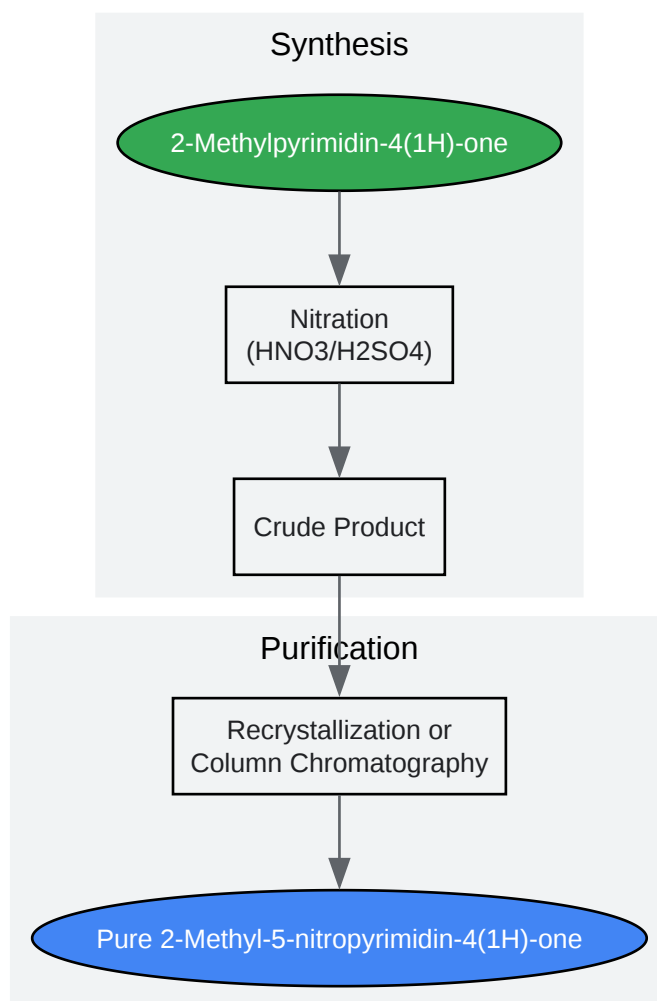 Synthesis
2-Methylpyrimidin-4(1H)-one
Nitration
(HNO3/H2SO4)
Crude Product
Purification
Recrystallization or
Column Chromatography
Pure 2-Methyl-5-nitropyrimidin-4(1H)-one